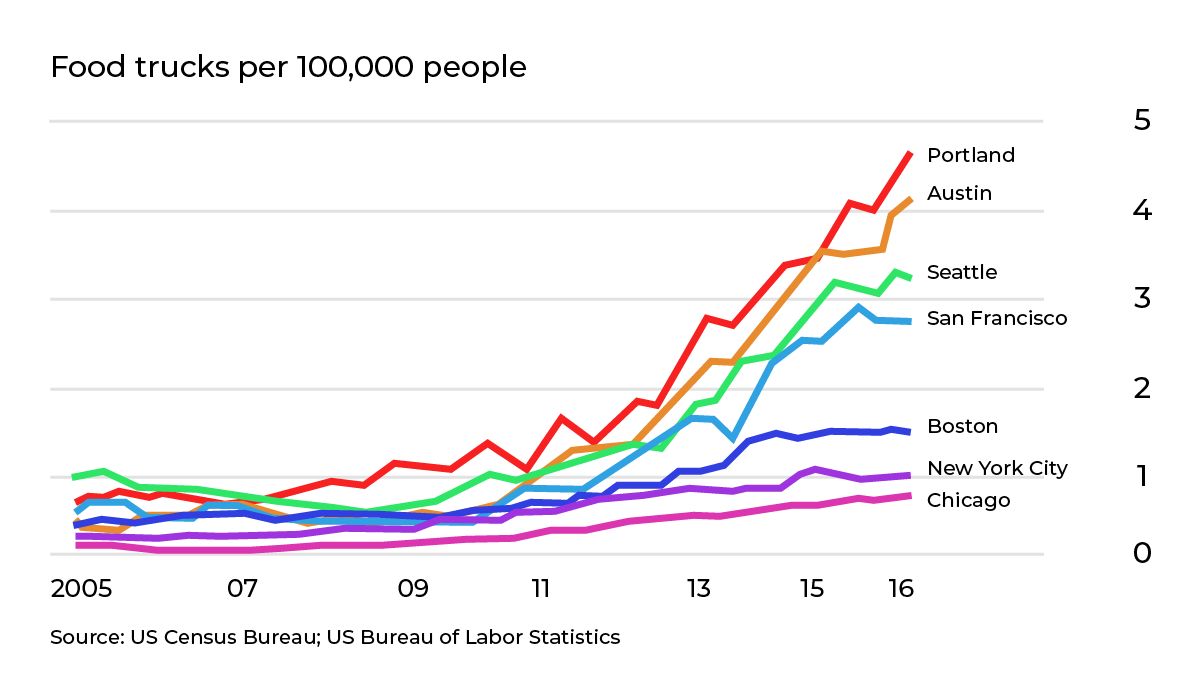 Food trucks per 100,000 people
5
Portland
Austin
4
Seattle
3
San Francisco
2
Boston
New York City
1
Chicago
0
2005 07 09 11 13 15 16
Source: US Census Bureau; US Bureau of Labor Statistics